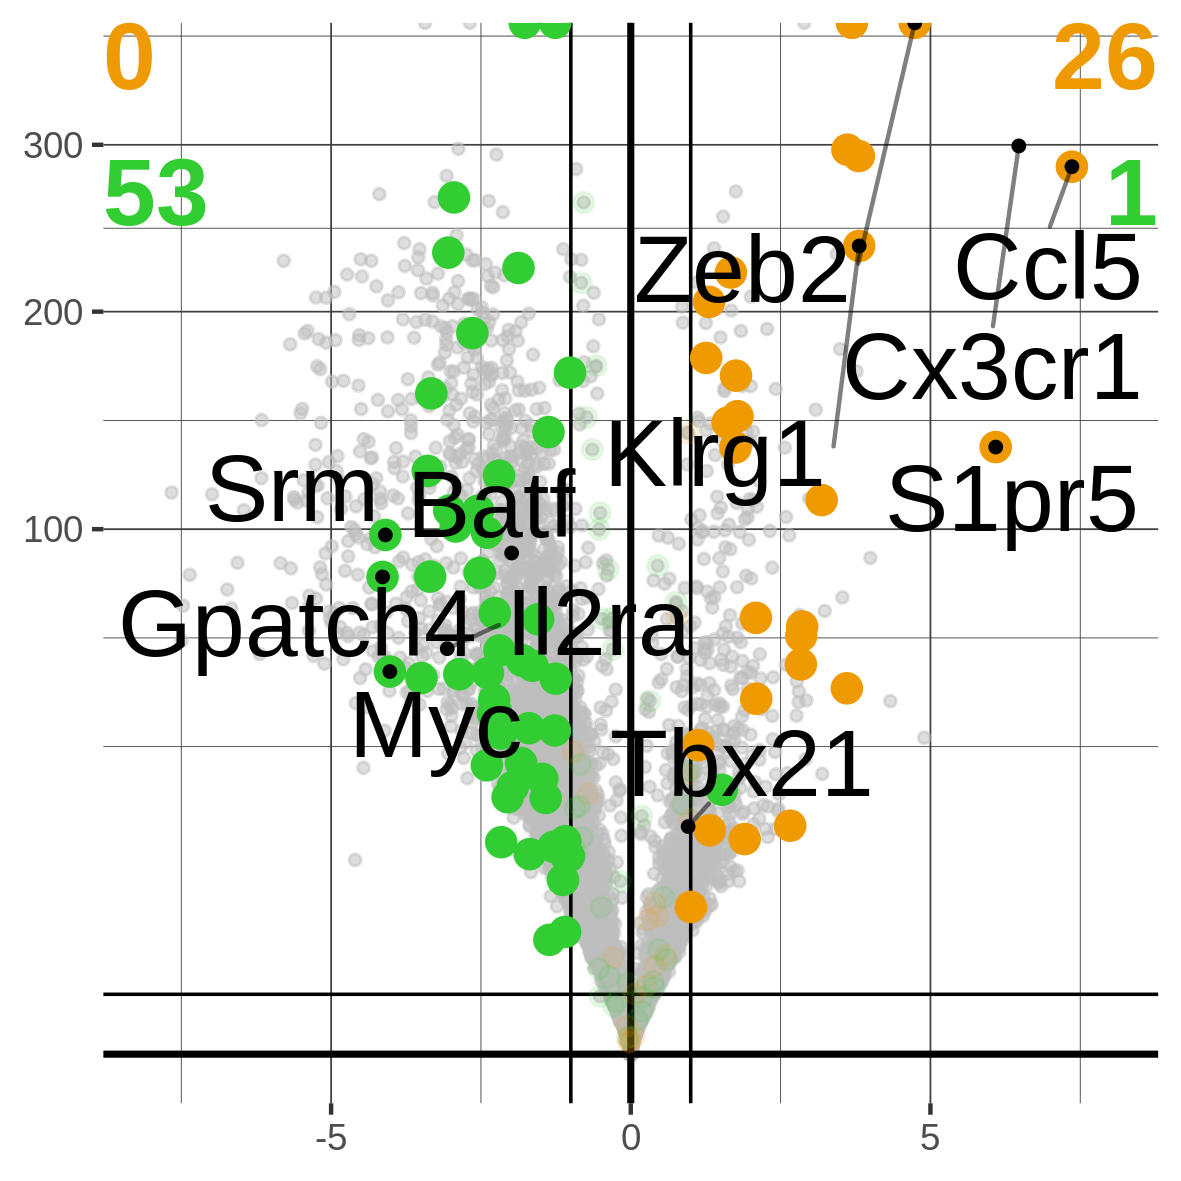 0
26
300
53
1
Zeb2
Ccl5
200
Cx3cr1
Klrg1
Srm
Batf
S1pr5
100
Gpatch4
Il2ra
Myc
Tbx21
-5
0
5